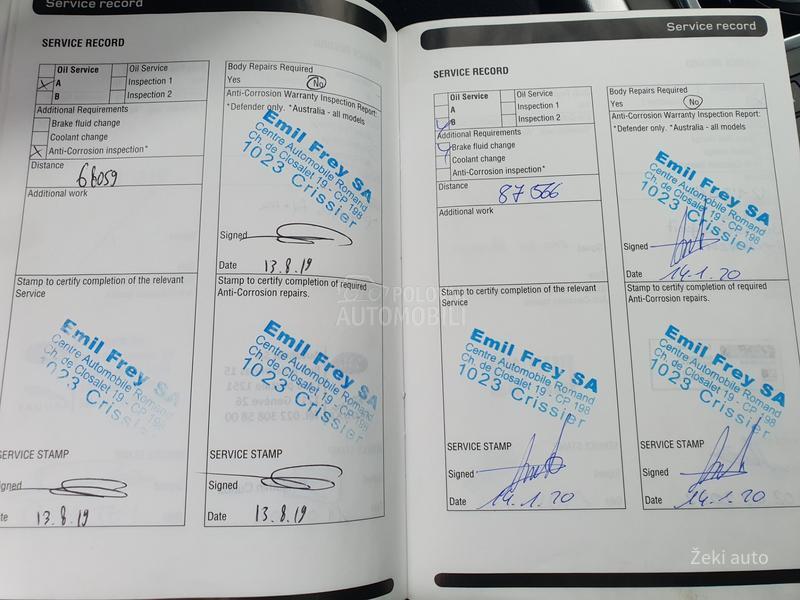 Service record
SERVICE RECORD
Oil Service
A
B
Inspection 1
Inspection 2
Additional Requirements
Brake fluid change
Coolant change
Anti-Corrosion inspection*
Distance
66059
Additional work
Body Repairs Required
Yes No
Anti-Corrosion Warranty Inspection Report:
*Defender only. *Australia - all models
Emil Frey SA
Centre Automobile Romand
Ch. de Closalet 19 - CP 198
1023 Crissier
Signed
Date 13.8.19
Stamp to certify completion of the relevant
Service
Emil Frey SA
Centre Automobile Romand
Ch. de Closalet 19 - CP 198
1023 Crissier
SERVICE STAMP
13.8.19
Stamp to certify completion of required
Anti-Corrosion repairs.
Emil Frey SA
Centre Automobile Romand
Ch. de Closalet 19 - CP 198
1023 Crissier
SERVICE STAMP
Signed
Date 13.8.19
Service record
SERVICE RECORD
Oil Service
A
B
Inspection 1
Inspection 2
Additional Requirements
Brake fluid change
Coolant change
Anti-Corrosion inspection*
Distance
87566
Additional work
Body Repairs Required
Yes No
Anti-Corrosion Warranty Inspection Report:
*Defender only. *Australia - all models
Emil Frey SA
Centre Automobile Romand
Ch. de Closalet 19 - CP 198
1023 Crissier
Signed
Date 14.1.20
Stamp to certify completion of the relevant
Service
Emil Frey SA
Centre Automobile Romand
Ch. de Closalet 19 - CP 198
1023 Crissier
SERVICE STAMP
Signed
Date 14.1.20
Stamp to certify completion of required
Anti-Corrosion repairs.
Emil Frey SA
Centre Automobile Romand
Ch. de Closalet 19 - CP 198
1023 Crissier
SERVICE STAMP
Signed
Date 14.1.20
POLO
AUTOMOBILI
Žeki auto